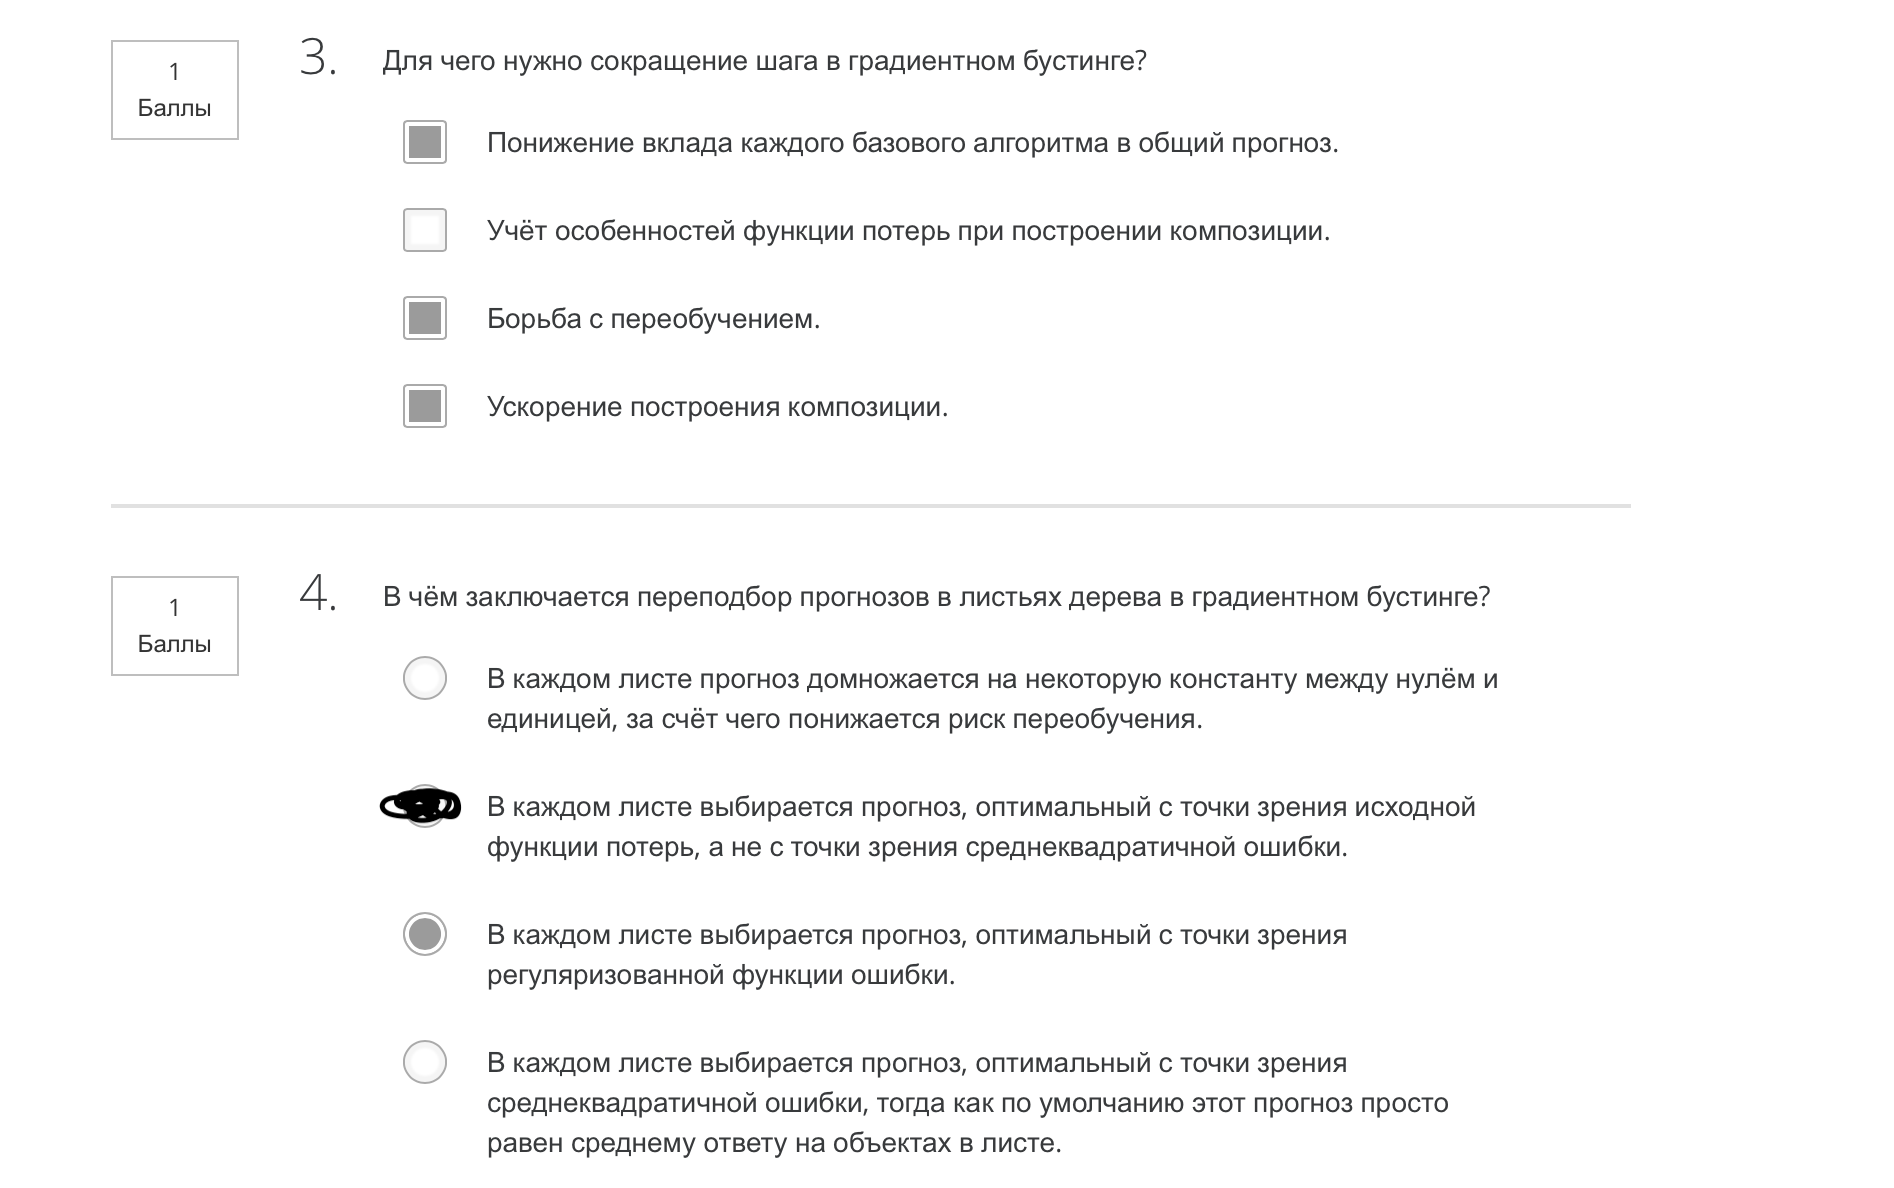 1
Баллы
3.
Для чего нужно сокращение шага в градиентном бустинге?
Понижение вклада каждого базового алгоритма в общий прогноз.
Учёт особенностей функции потерь при построении композиции.
Борьба с переобучением.
Ускорение построения композиции.
1
Баллы
4.
В чём заключается переподбор прогнозов в листьях дерева в градиентном бустинге?
В каждом листе прогноз домножается на некоторую константу между нулём и
единицей, за счёт чего понижается риск переобучения.
В каждом листе выбирается прогноз, оптимальный с точки зрения исходной
функции потерь, а не с точки зрения среднеквадратичной ошибки.
В каждом листе выбирается прогноз, оптимальный с точки зрения
регуляризованной функции ошибки.
В каждом листе выбирается прогноз, оптимальный с точки зрения
среднеквадратичной ошибки, тогда как по умолчанию этот прогноз просто
равен среднему ответу на объектах в листе.